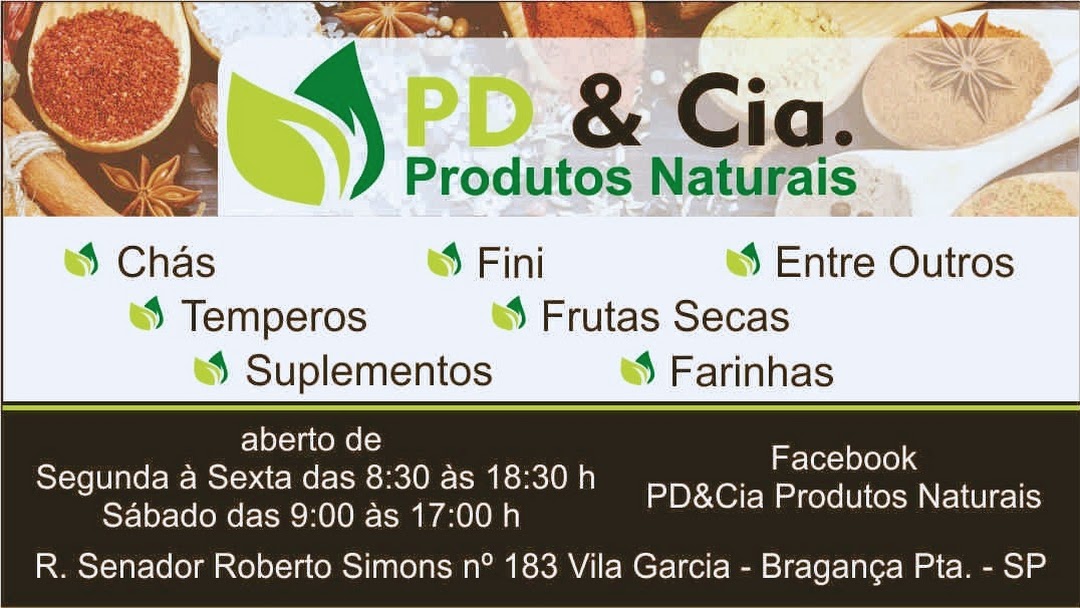 PD & Cia.
Produtos Naturais
Chás
Fini
Entre Outros
Temperos
Frutas Secas
Suplementos
Farinhas
aberto de
Segunda à Sexta das 8:30 às 18:30 h
Sábado das 9:00 às 17:00 h
Facebook
PD&Cia Produtos Naturais
R. Senador Roberto Simons nº 183 Vila Garcia - Bragança Pta. - SP